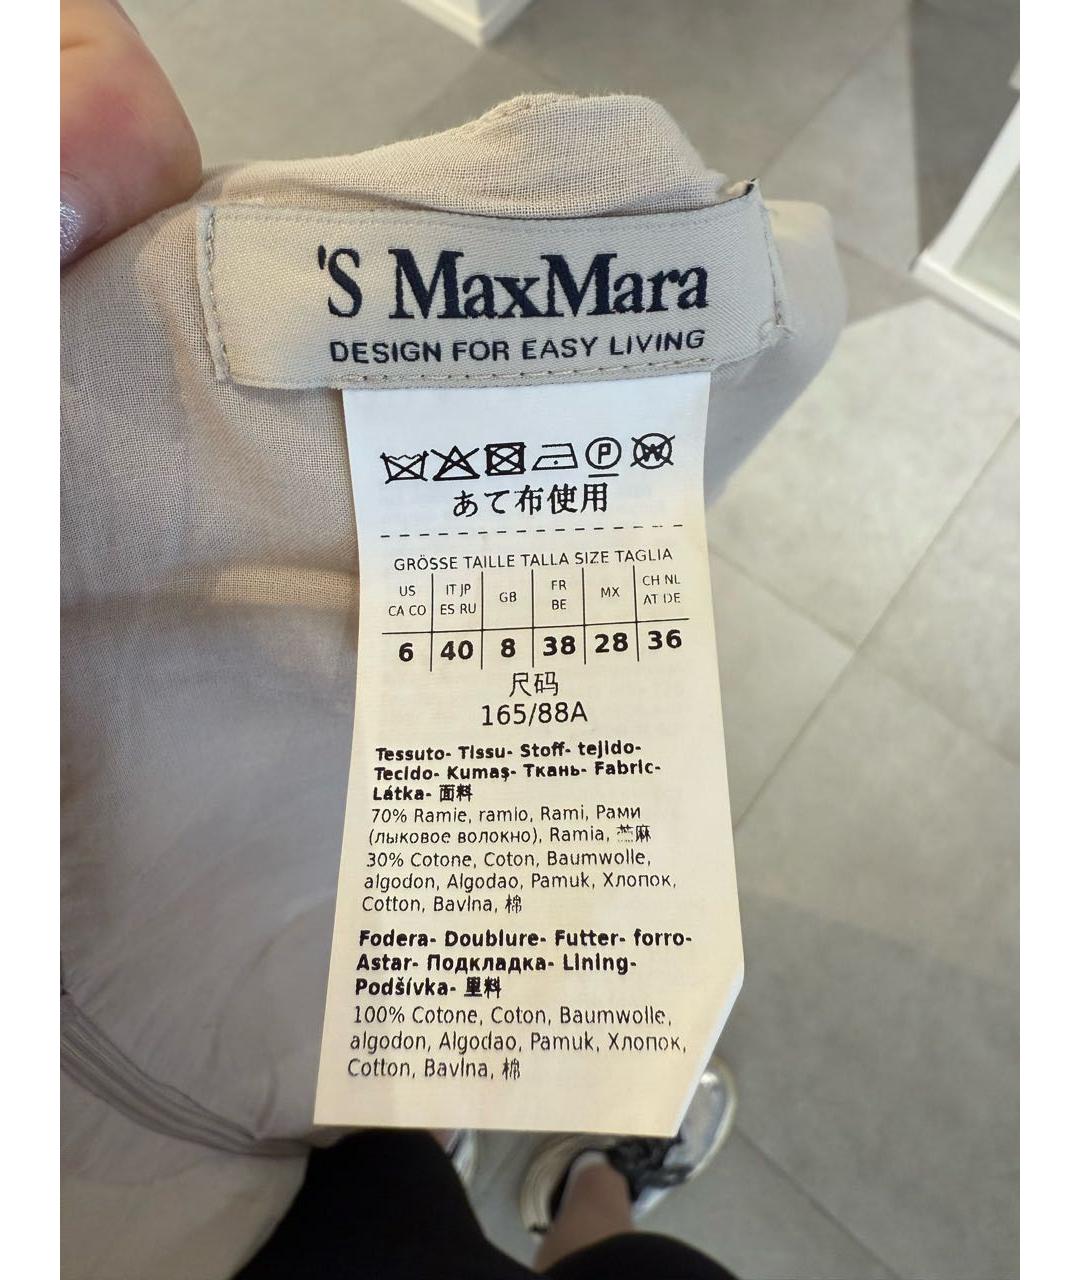 'S MaxMara
DESIGN FOR EASY LIVING
P W
あて布使用
GRÖSSE TAILLE TALLA SIZE TAGLIA
US CA CO IT JP ES RU GB FR BE MX CH NL AT DE
6 40 8 38 28 36
尺码
165/88A
Tessuto- Tissu- Stoff- tejido-
Tecido- Kumaş- Ткань- Fabric-
Látka- 面料
70% Ramie, ramio, Rami, Рами
(лыковое волокно), Ramia, 苎麻
30% Cotone, Coton, Baumwolle,
algodon, Algodao, Pamuk, Хлопок,
Cotton, Bavlna, 棉
Fodera- Doublure- Futter- forro-
Astar- Подкладка- Lining-
Podšívka- 里料
100% Cotone, Coton, Baumwolle,
algodon, Algodao, Pamuk, Хлопок,
Cotton, Bavlna, 棉